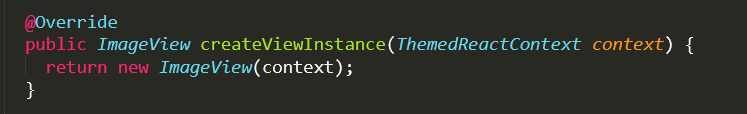 @Override
public ImageView createViewInstance(ThemedReactContext context) {
  return new ImageView(context);
}